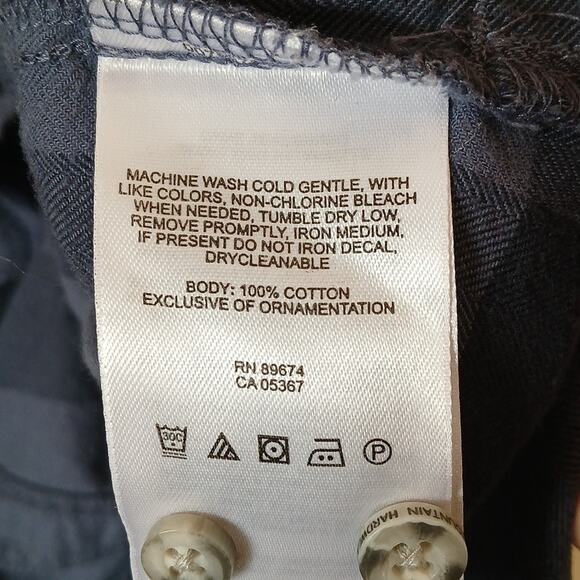 MACHINE WASH COLD GENTLE, WITH
LIKE COLORS, NON-CHLORINE BLEACH
WHEN NEEDED, TUMBLE DRY LOW,
REMOVE PROMPTLY, IRON MEDIUM.
IF PRESENT DO NOT IRON DECAL,
DRYCLEANABLE
BODY: 100% COTTON
EXCLUSIVE OF ORNAMENTATION
RN 89674
CA 05367
30C
P
MOUNTAIN